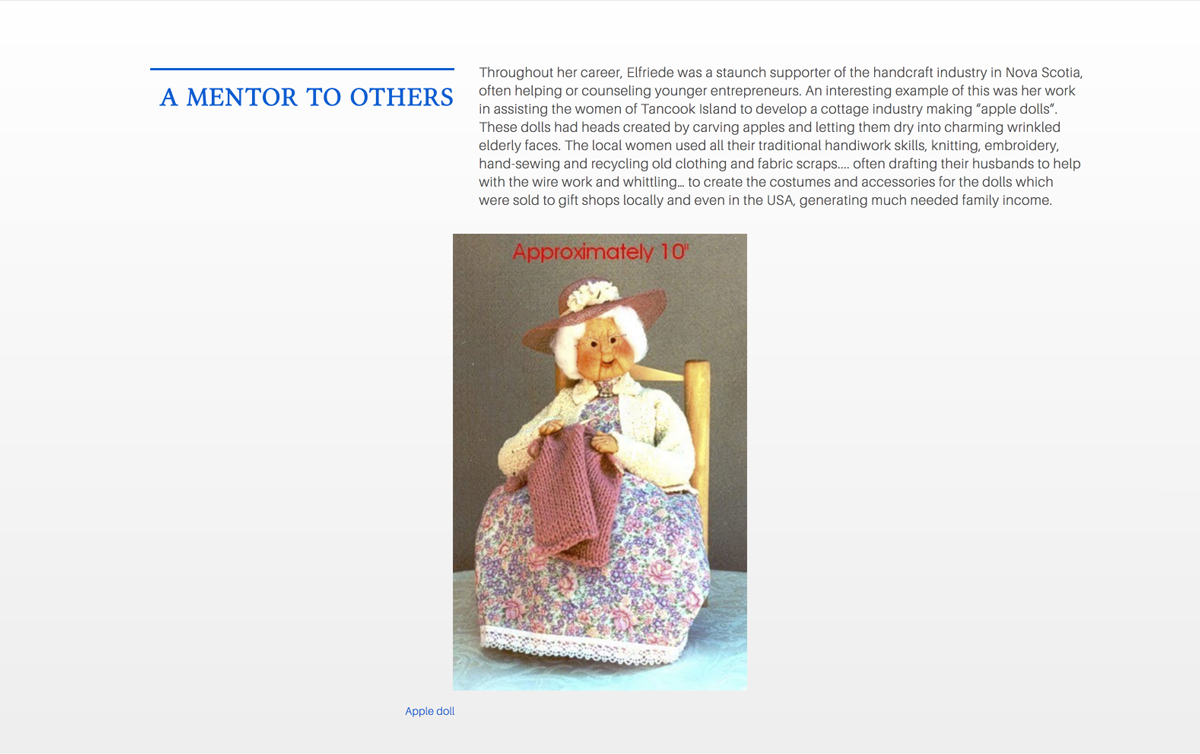 A MENTOR TO OTHERS
Throughout her career, Elfriede was a staunch supporter of the handcraft industry in Nova Scotia,
often helping or counseling younger entrepreneurs. An interesting example of this was her work
in assisting the women of Tancook Island to develop a cottage industry making “apple dolls”.
These dolls had heads created by carving apples and letting them dry into charming wrinkled
elderly faces. The local women used all their traditional handiwork skills, knitting, embroidery,
hand-sewing and recycling old clothing and fabric scraps.... often drafting their husbands to help
with the wire work and whittling... to create the costumes and accessories for the dolls which
were sold to gift shops locally and even in the USA, generating much needed family income.
Approximately 10"
Apple doll